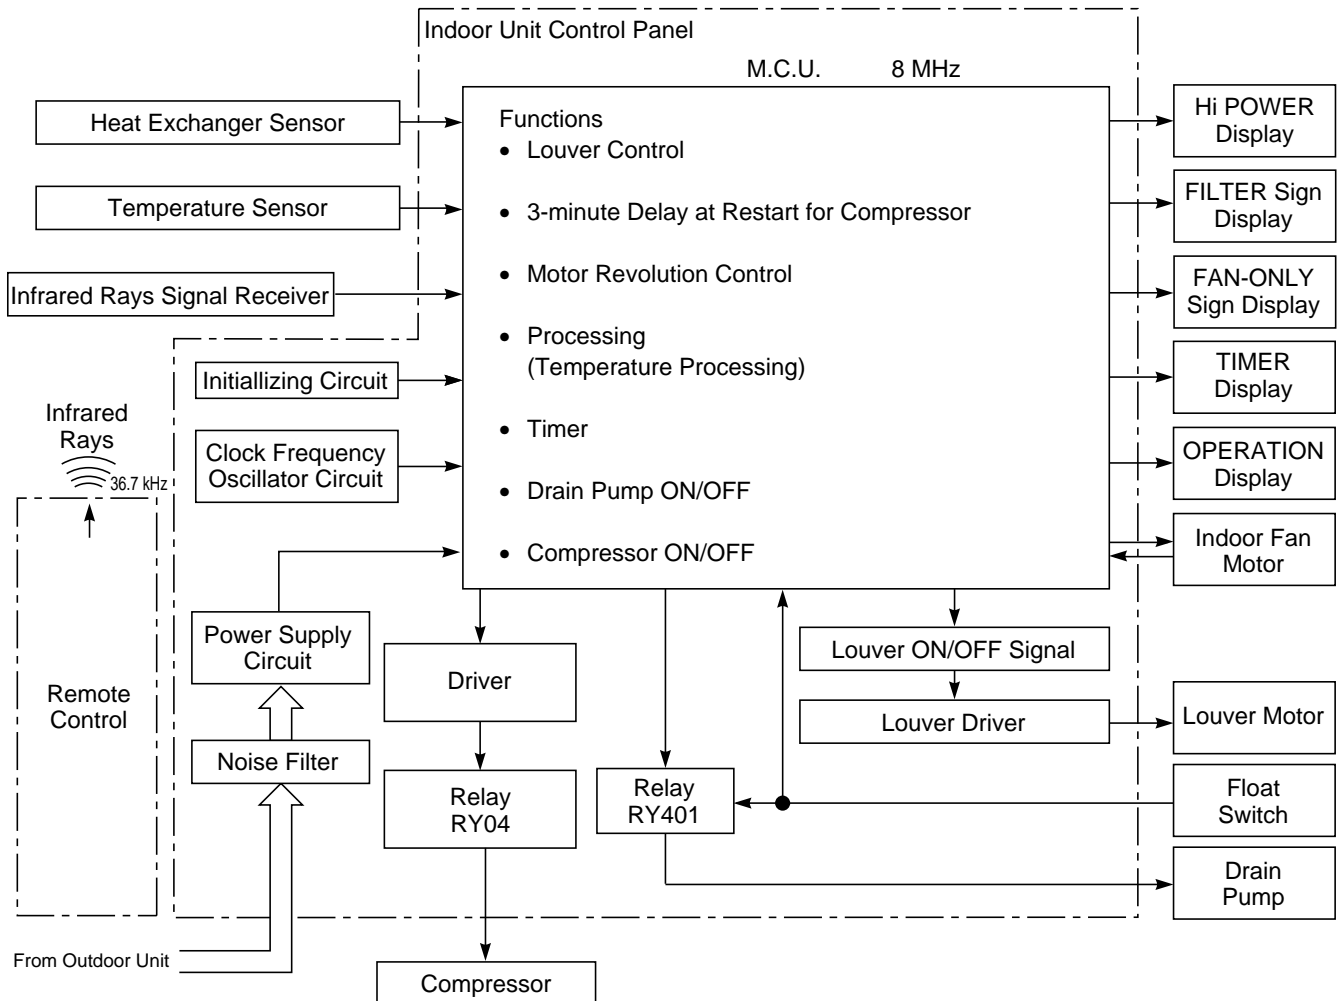 Indoor Unit Control Panel
M.C.U. 8 MHz
Heat Exchanger Sensor
Temperature Sensor
Infrared Rays Signal Receiver
Initiallizing Circuit
Clock Frequency
Oscillator Circuit
Infrared
Rays
36.7 kHz
Remote
Control
Power Supply
Circuit
Noise Filter
From Outdoor Unit
Functions
• Louver Control
• 3-minute Delay at Restart for Compressor
• Motor Revolution Control
• Processing
(Temperature Processing)
• Timer
• Drain Pump ON/OFF
• Compressor ON/OFF
Driver
Relay
RY04
Compressor
Relay
RY401
Louver ON/OFF Signal
Louver Driver
Hi POWER
Display
FILTER Sign
Display
FAN-ONLY
Sign Display
TIMER
Display
OPERATION
Display
Indoor Fan
Motor
Louver Motor
Float
Switch
Drain
Pump